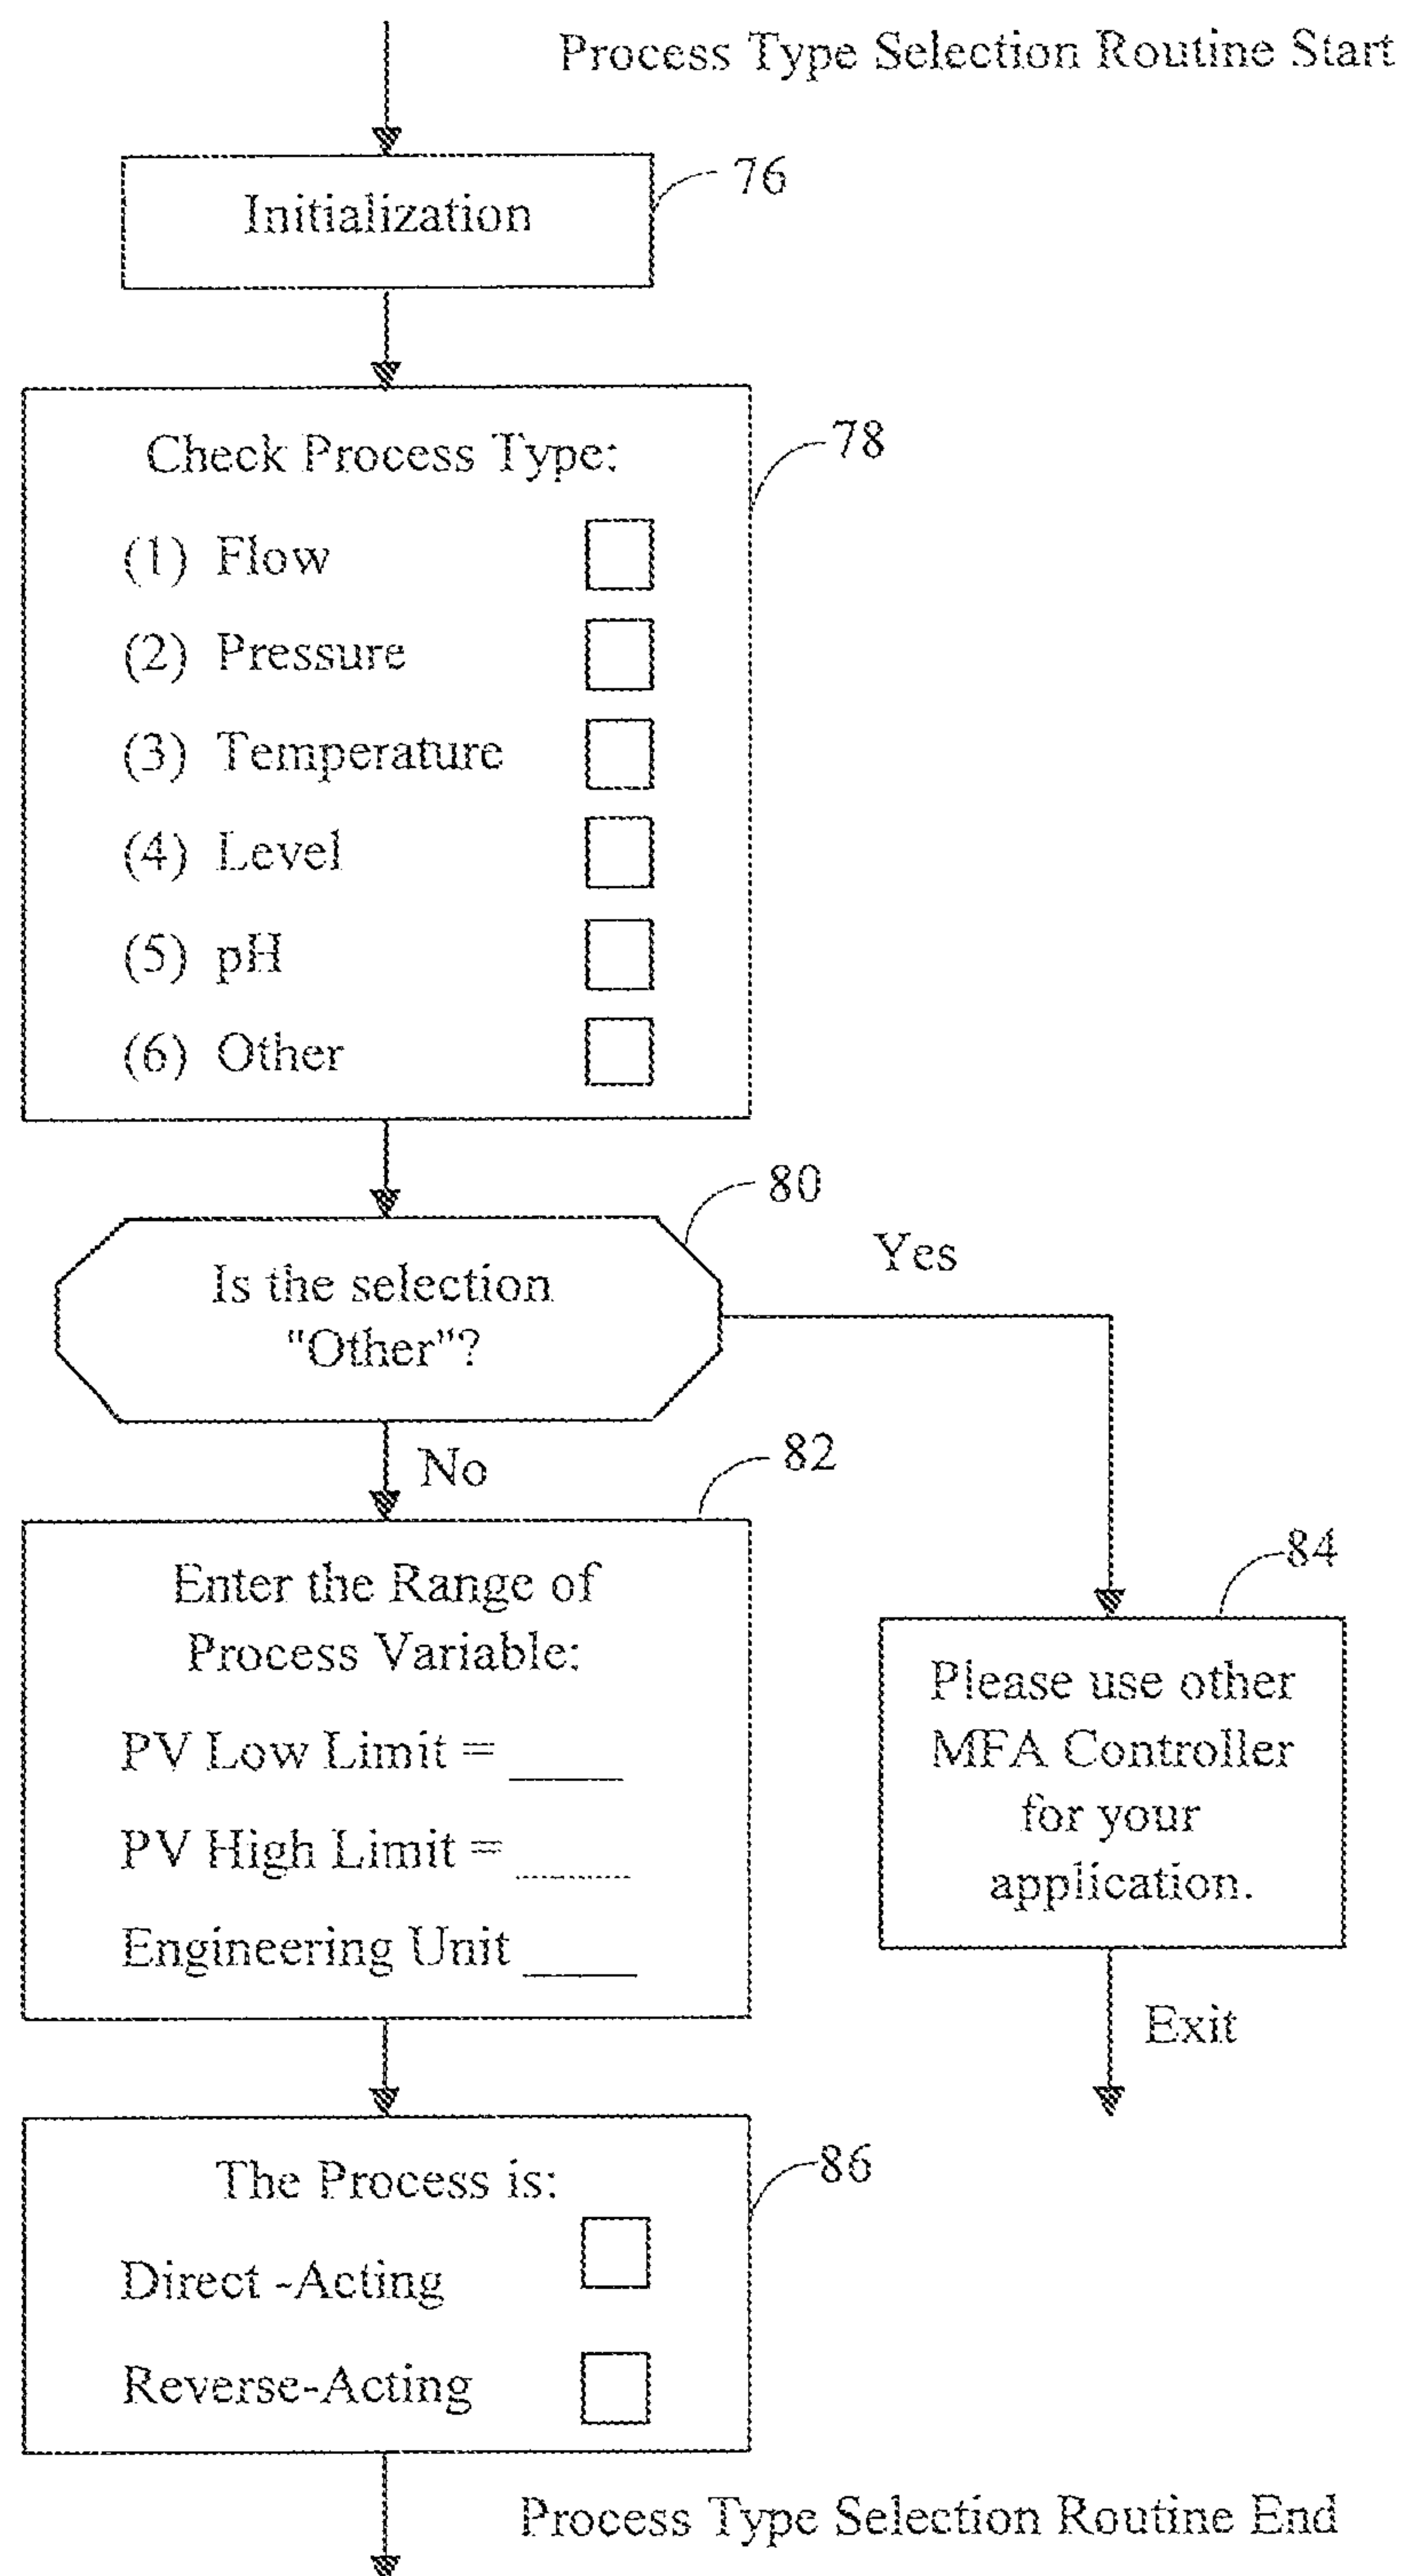 Process Type Selection Routine Start
Initialization
76
Check Process Type:
78
(1) Flow
(2) Pressure
(3) Temperature
(4) Level
(5) pH
(6) Other
80
Is the selection
"Other"?
Yes
No
82
Enter the Range of
Process Variable:
PV Low Limit = ____
PV High Limit = ____
Engineering Unit ____
84
Please use other
MFA Controller
for your
application.
Exit
The Process is:
86
Direct -Acting
Reverse-Acting
Process Type Selection Routine End